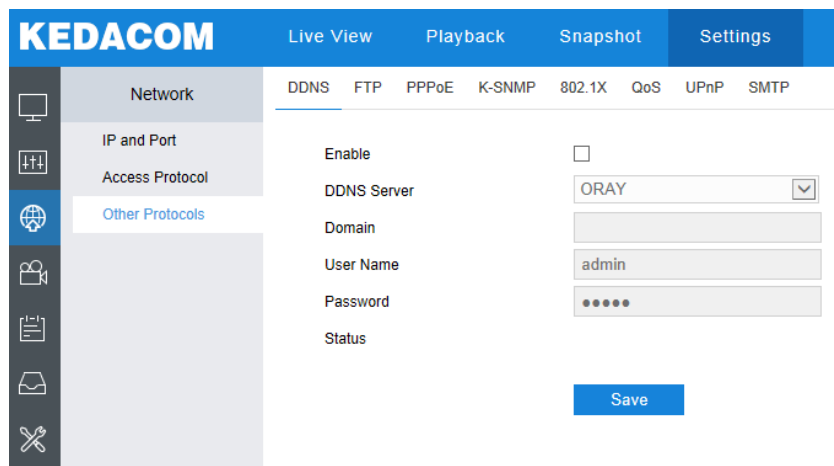 KEDACOM Live View Playback Snapshot Settings
Network
DDNS FTP PPPoE K-SNMP 802.1X QoS UPnP SMTP
IP and Port
Access Protocol
Other Protocols
Enable
DDNS Server ORAY
Domain
User Name admin
Password •••••
Status
Save